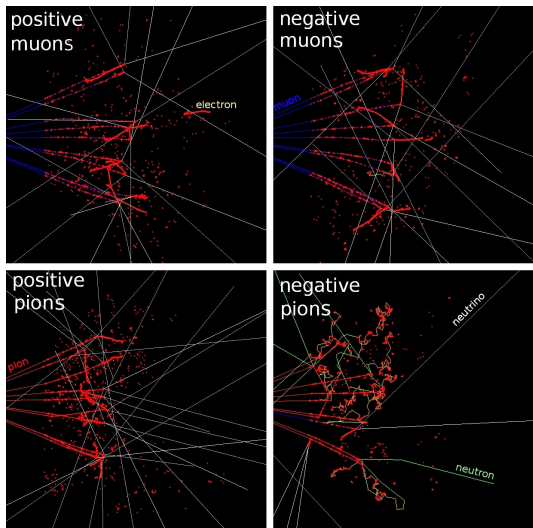 positive
muons
electron
negative
muons
muon
positive
pions
pion
negative
pions
neutrino
neutron